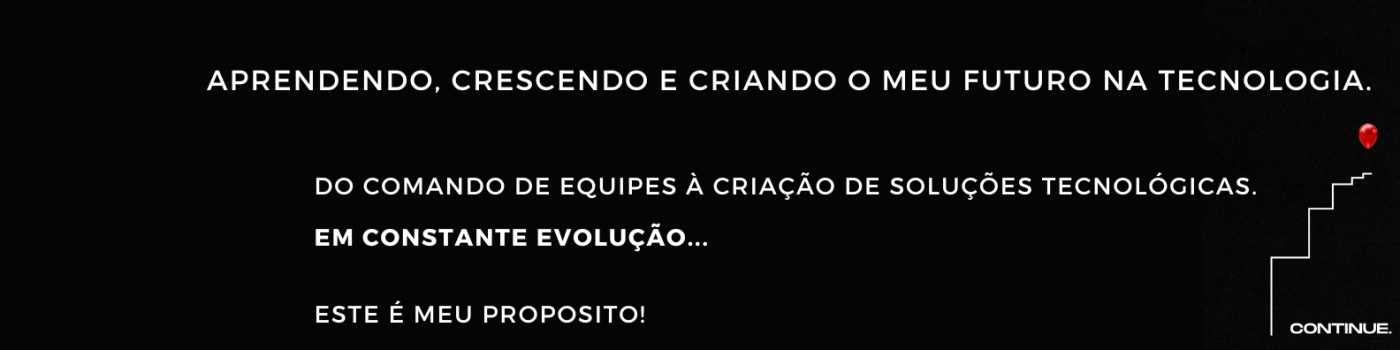 APRENDENDO, CRESCENDO E CRIANDO O MEU FUTURO NA TECNOLOGIA.
DO COMANDO DE EQUIPES À CRIAÇÃO DE SOLUÇÕES TECNOLÓGICAS.
EM CONSTANTE EVOLUÇÃO...
ESTE É MEU PROPOSITO!
CONTINUE.